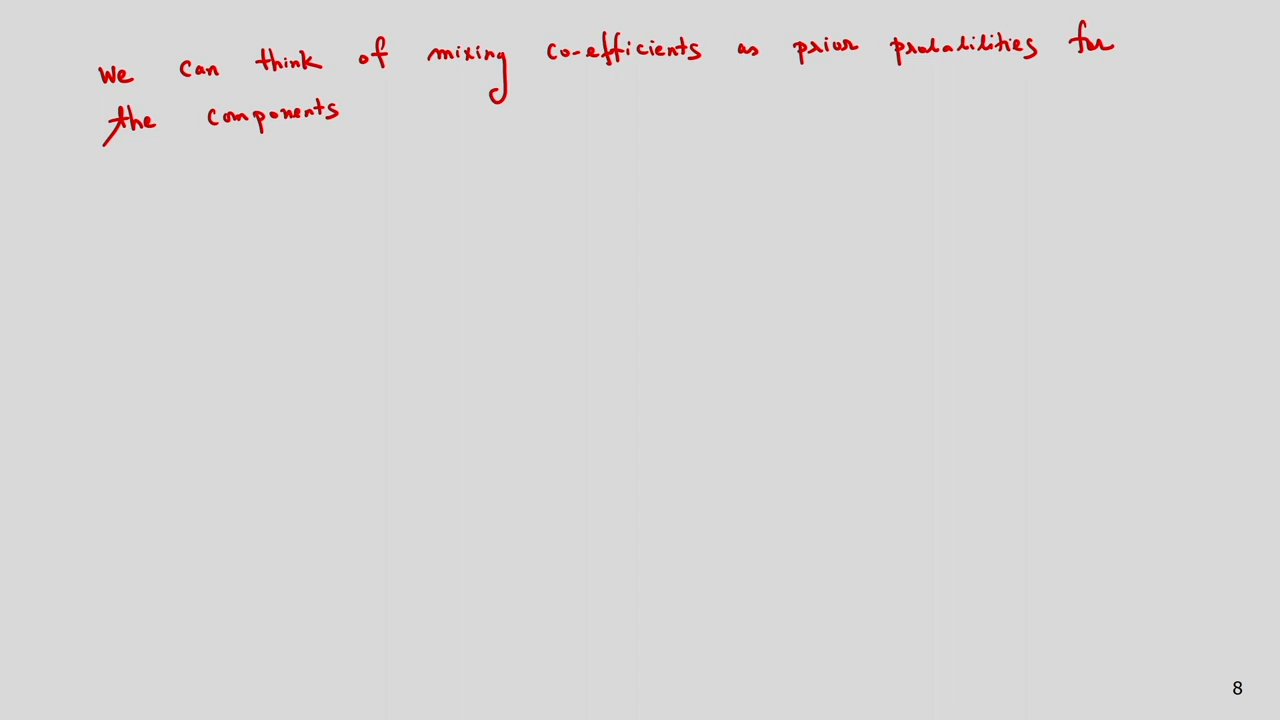 We can think of mixing co-efficients as prior probabilities for
the components
8